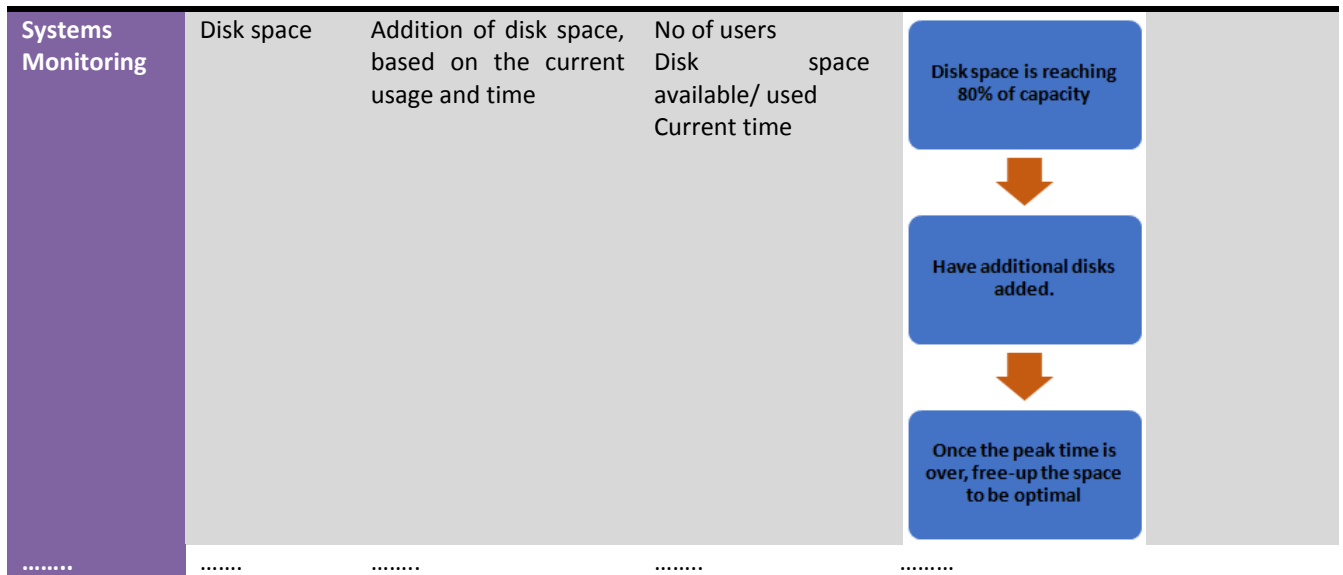 Systems
Monitoring
Disk space
Addition of disk space,
based on the current
usage and time
No of users
Disk space
available/ used
Current time
Disk space is reaching
80% of capacity
Have additional disks
added.
Once the peak time is
over, free-up the space
to be optimal
……..
…….
……..
……..
………